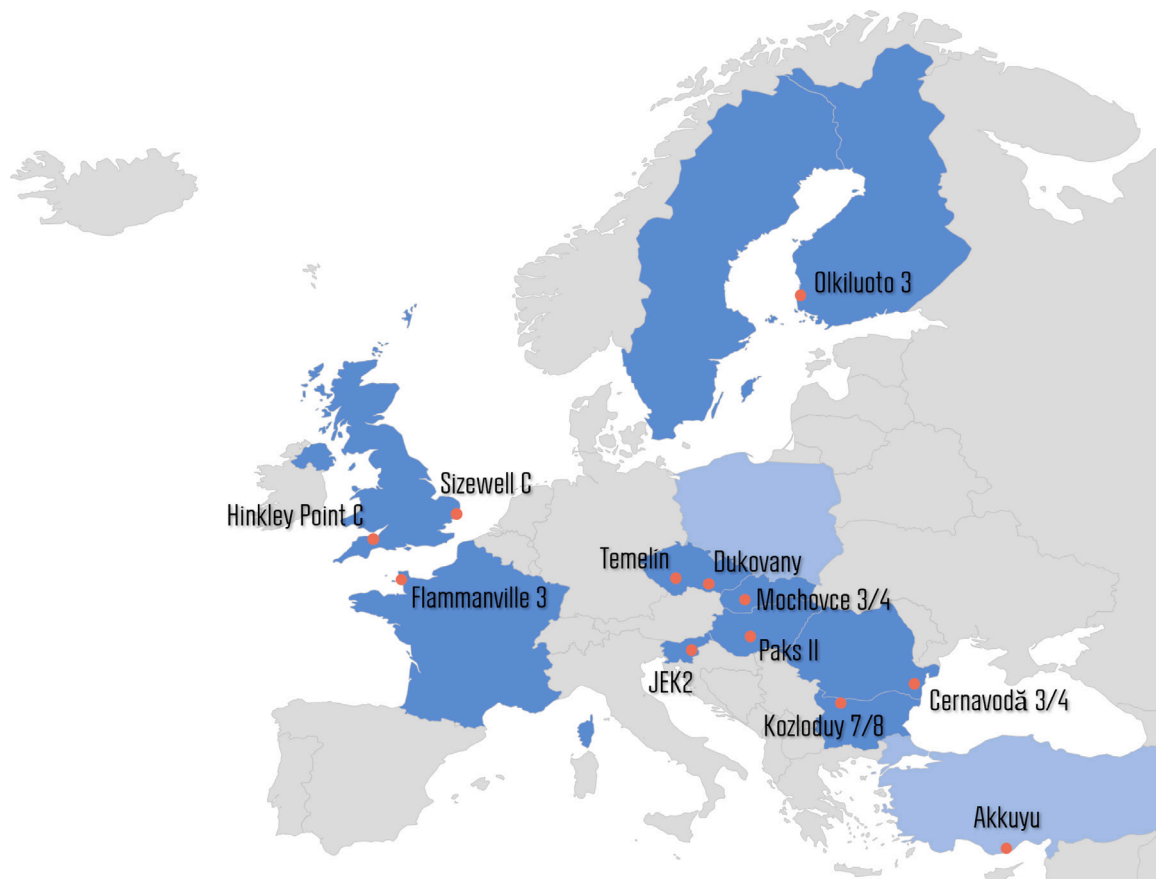 Olkiluoto 3
Sizewell C
Hinkley Point C
Temelin
Dukovany
Flammanville 3
Mochovce 3/4
Paks II
JEK2
Cernavodă 3/4
Kozloduy 7/8
Akkuyu